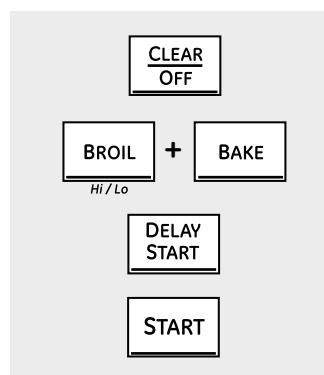 CLEAR
OFF
BROIL + BAKE
Hi / Lo
DELAY
START
START